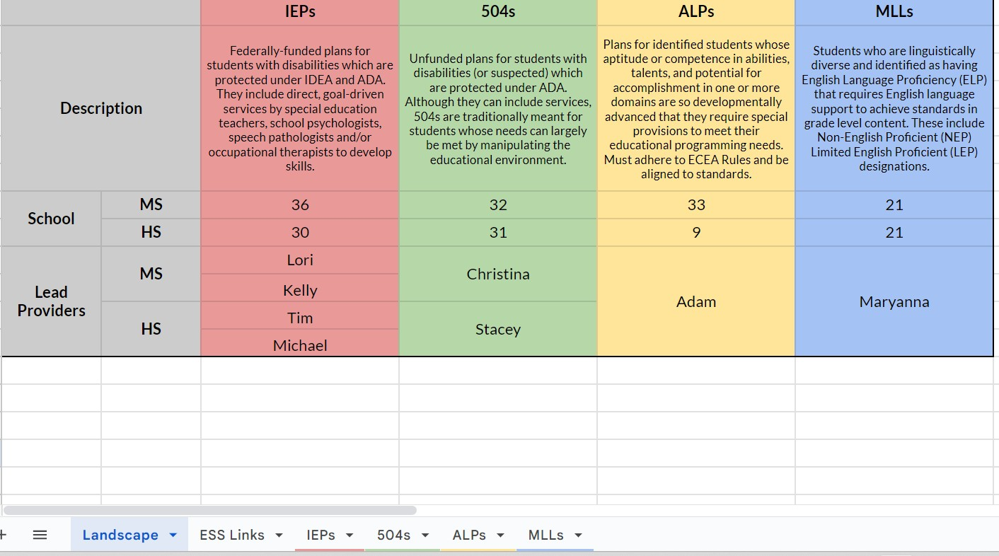 IEPs
504s
ALPs
MLLs
Description
Federally-funded plans for
students with disabilities which are
protected under IDEA and ADA.
They include direct, goal-driven
services by special education
teachers, school psychologists,
speech pathologists and/or
occupational therapists to develop
skills.
Unfunded plans for students with
disabilities (or suspected) which
are protected under ADA.
Although they can include services,
504s are traditionally meant for
students whose needs can largely
be met by manipulating the
educational environment.
Plans for identified students whose
aptitude or competence in abilities,
talents, and potential for
accomplishment in one or more
domains are so developmentally
advanced that they require special
provisions to meet their
educational programming needs.
Must adhere to ECEA Rules and be
aligned to standards.
Students who are linguistically
diverse and identified as having
English Language Proficiency (ELP)
that requires English language
support to achieve standards in
grade level content. These include
Non-English Proficient (NEP)
Limited English Proficient (LEP)
designations.
School
MS
36
32
33
21
HS
30
31
9
21
Lead
Providers
MS
Lori
Kelly
Christina
HS
Tim
Michael
Stacey
Adam
Maryanna
Landscape
ESS Links
IEPs
504s
ALPs
MLLs